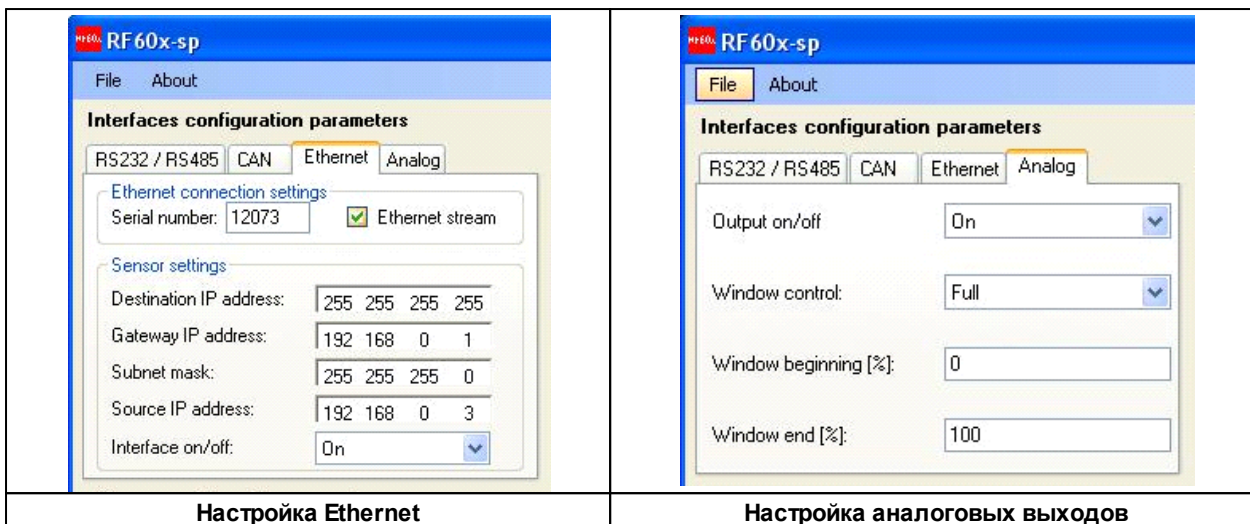 RF60x RF60x-sp
File About
Interfaces configuration parameters
RS232 / RS485 CAN Ethernet Analog
Ethernet connection settings
Serial number: 12073 Ethernet stream
Sensor settings
Destination IP address: 255 255 255 255
Gateway IP address: 192 168 0 1
Subnet mask: 255 255 255 0
Source IP address: 192 168 0 3
Interface on/off: On
Настройка Ethernet
RF60x RF60x-sp
File About
Interfaces configuration parameters
RS232 / RS485 CAN Ethernet Analog
Output on/off On
Window control: Full
Window beginning [%]: 0
Window end [%]: 100
Настройка аналоговых выходов